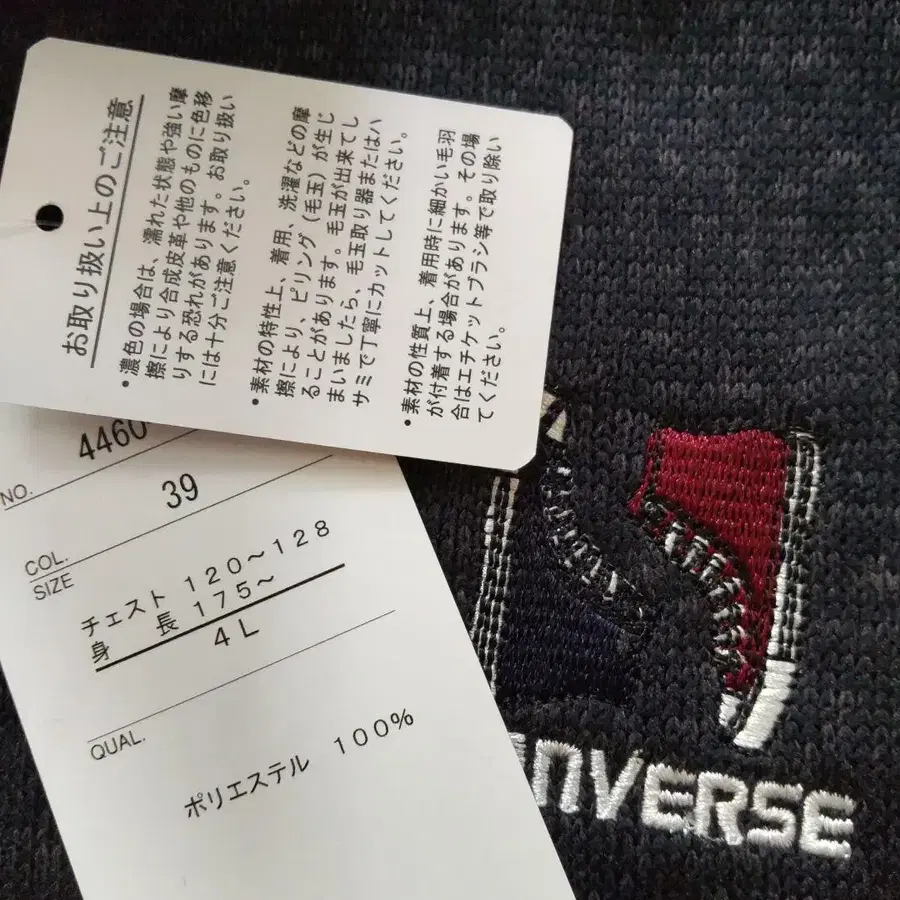 お取り扱い上のご注意
・濃色の場合は、濡れた状態や強い摩
擦により合成皮革や他のものに色移
りする恐れがあります。お取り扱い
には十分ご注意ください。
・素材の特性上、着用、洗濯などの摩
擦により、ピリング（毛玉）が生じ
ることがあります。毛玉が出来てし
まいましたら、毛玉取り器またはハ
サミで丁寧にカットしてください。
・素材の性質上、着用時に細かい毛羽
が付着する場合があります。その場
合はエチケットブラシ等で取り除い
てください。
NO. 4460
COL. 39
SIZE
チェスト 120～128
身 長 175～
4L
QUAL.
ポリエステル 100%
NVERSE